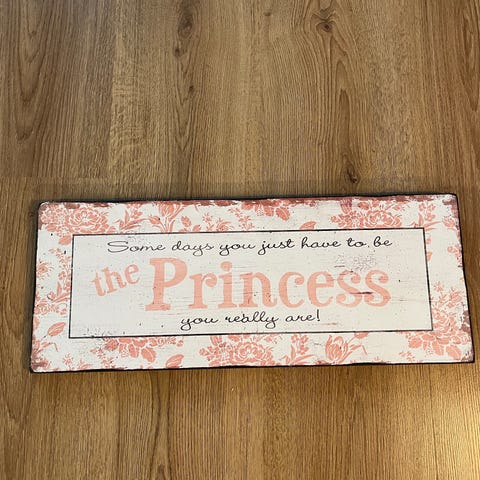 Some days you just have to be
the Princess
you really are!